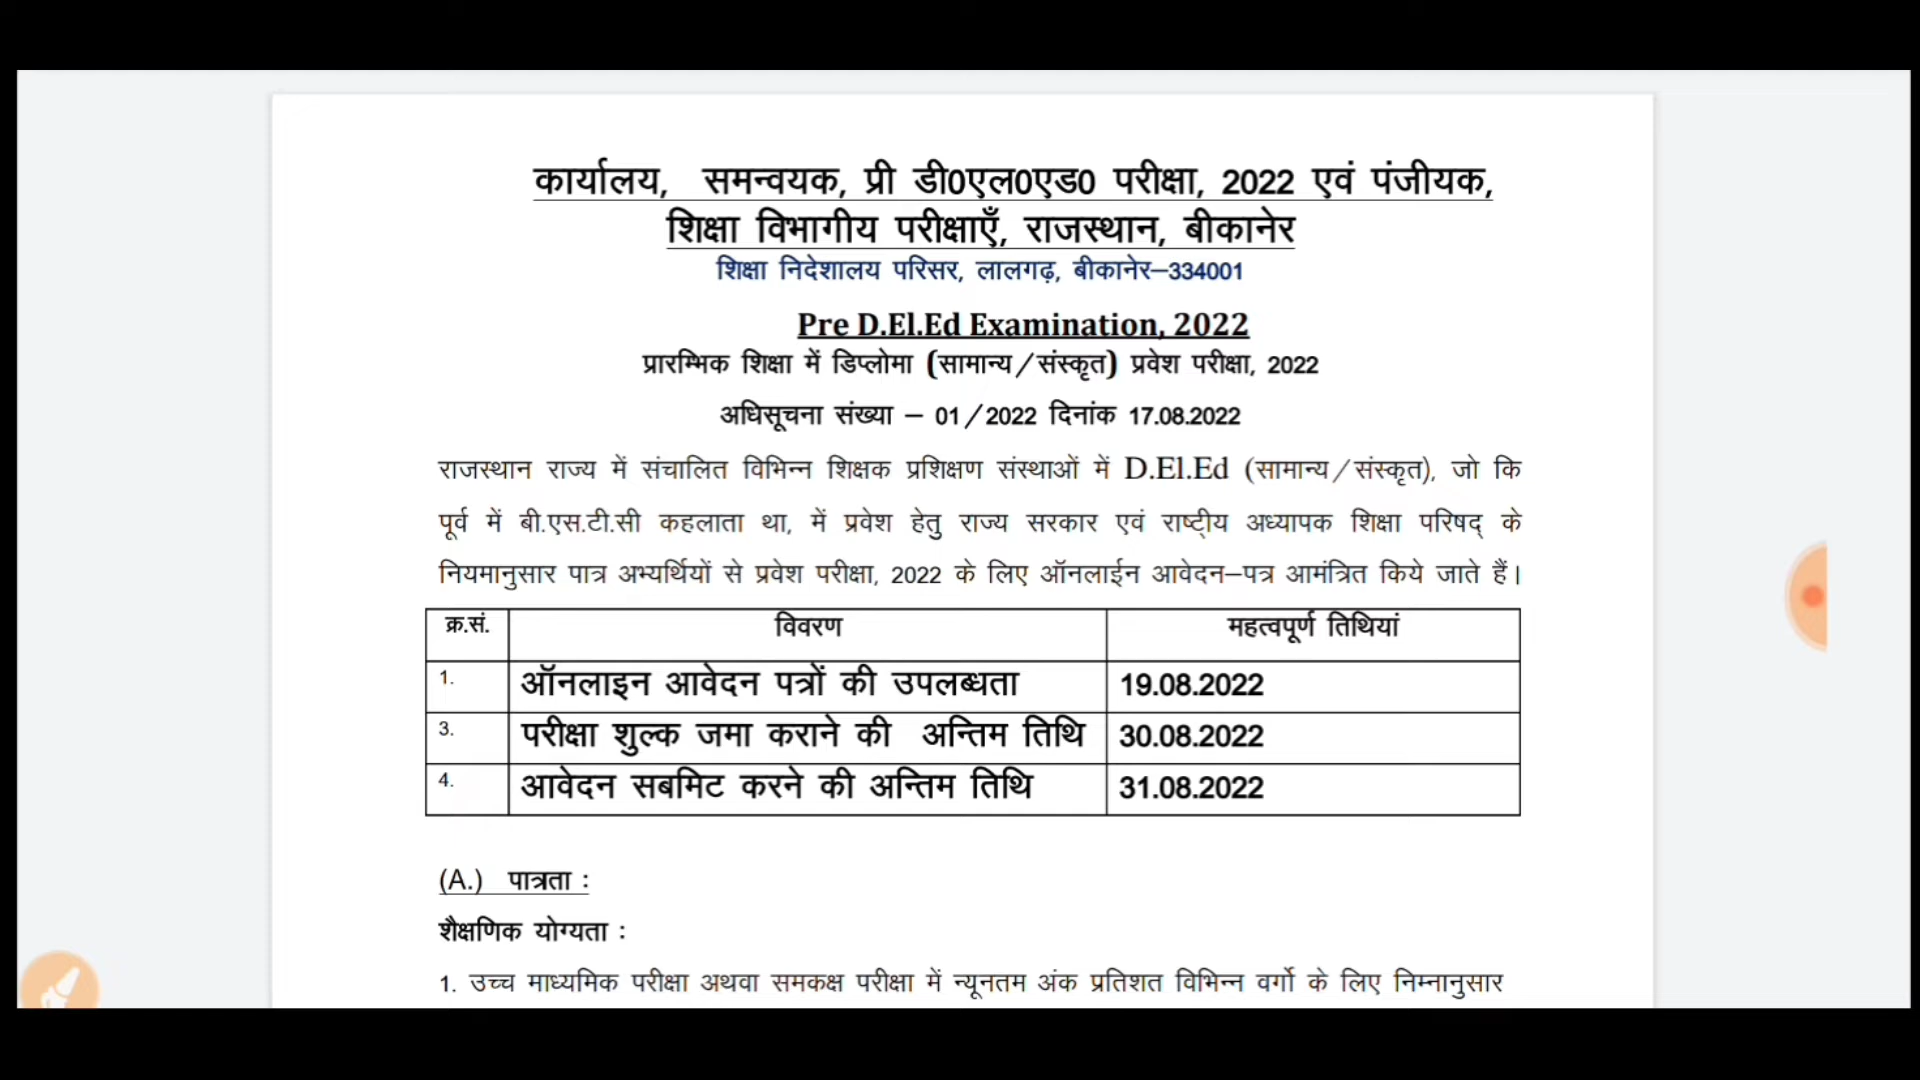 कार्यालय, समन्वयक, प्री डी0एल0एड0 परीक्षा, 2022 एवं पंजीयक,
शिक्षा विभागीय परीक्षाएँ, राजस्थान, बीकानेर
शिक्षा निदेशालय परिसर, लालगढ़, बीकानेर–334001
Pre D.El.Ed Examination, 2022
प्रारम्भिक शिक्षा में डिप्लोमा (सामान्य/संस्कृत) प्रवेश परीक्षा, 2022
अधिसूचना संख्या – 01/2022 दिनांक 17.08.2022
राजस्थान राज्य में संचालित विभिन्न शिक्षक प्रशिक्षण संस्थाओं में D.El.Ed (सामान्य/संस्कृत), जो कि
पूर्व में बी.एस.टी.सी कहलाता था, में प्रवेश हेतु राज्य सरकार एवं राष्ट्रीय अध्यापक शिक्षा परिषद् के
नियमानुसार पात्र अभ्यर्थियों से प्रवेश परीक्षा, 2022 के लिए ऑनलाईन आवेदन–पत्र आमंत्रित किये जाते हैं।
क्र.सं. विवरण महत्वपूर्ण तिथियां
1. ऑनलाइन आवेदन पत्रों की उपलब्धता 19.08.2022
3. परीक्षा शुल्क जमा कराने की अन्तिम तिथि 30.08.2022
4. आवेदन सबमिट करने की अन्तिम तिथि 31.08.2022
(A.) पात्रता :
शैक्षणिक योग्यता :
1. उच्च माध्यमिक परीक्षा अथवा समकक्ष परीक्षा में न्यूनतम अंक प्रतिशत विभिन्न वर्गो के लिए निम्नानुसार